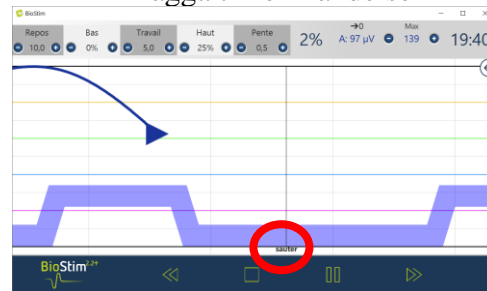 BioStim
Repos Bas Travail Haut Pente →0 Max
10,0 0% 5,0 25% 0,5 2% A: 97 µV 139 19:40
sauter
BioStim 2.2+